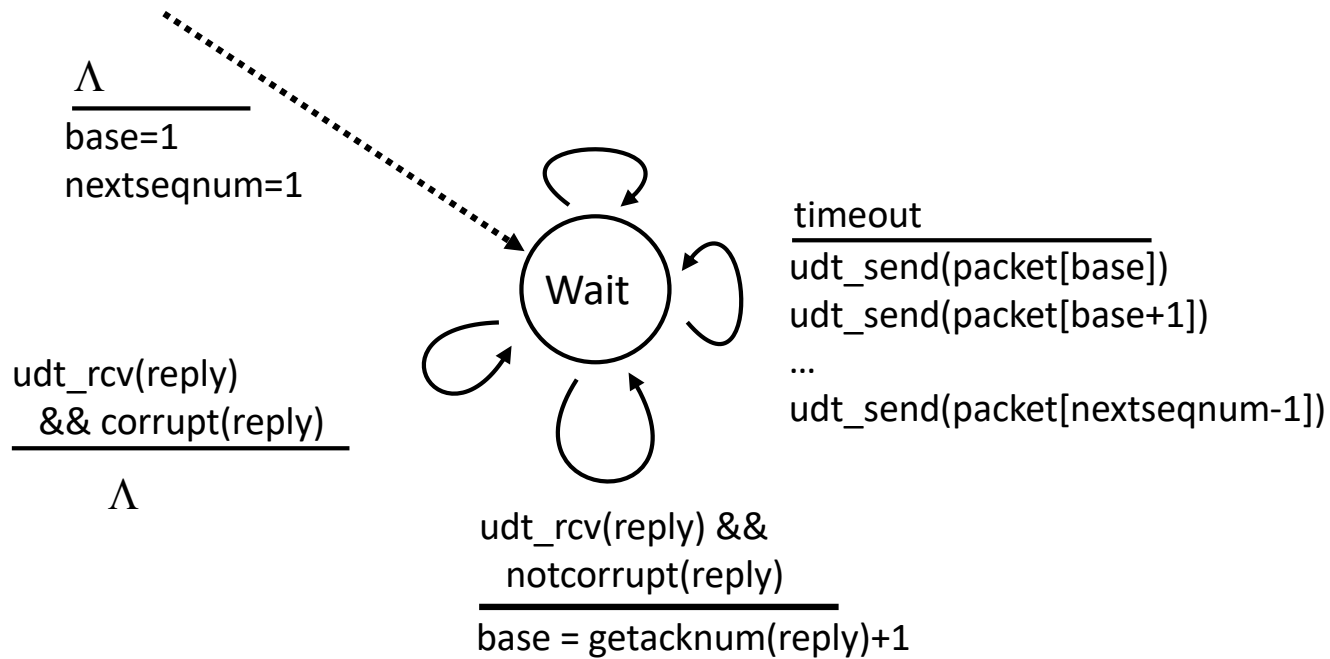 Λ
base=1
nextseqnum=1
Wait
timeout
udt_send(packet[base])
udt_send(packet[base+1])
...
udt_send(packet[nextseqnum-1])
udt_rcv(reply)
&& corrupt(reply)
Λ
udt_rcv(reply) &&
notcorrupt(reply)
base = getacknum(reply)+1